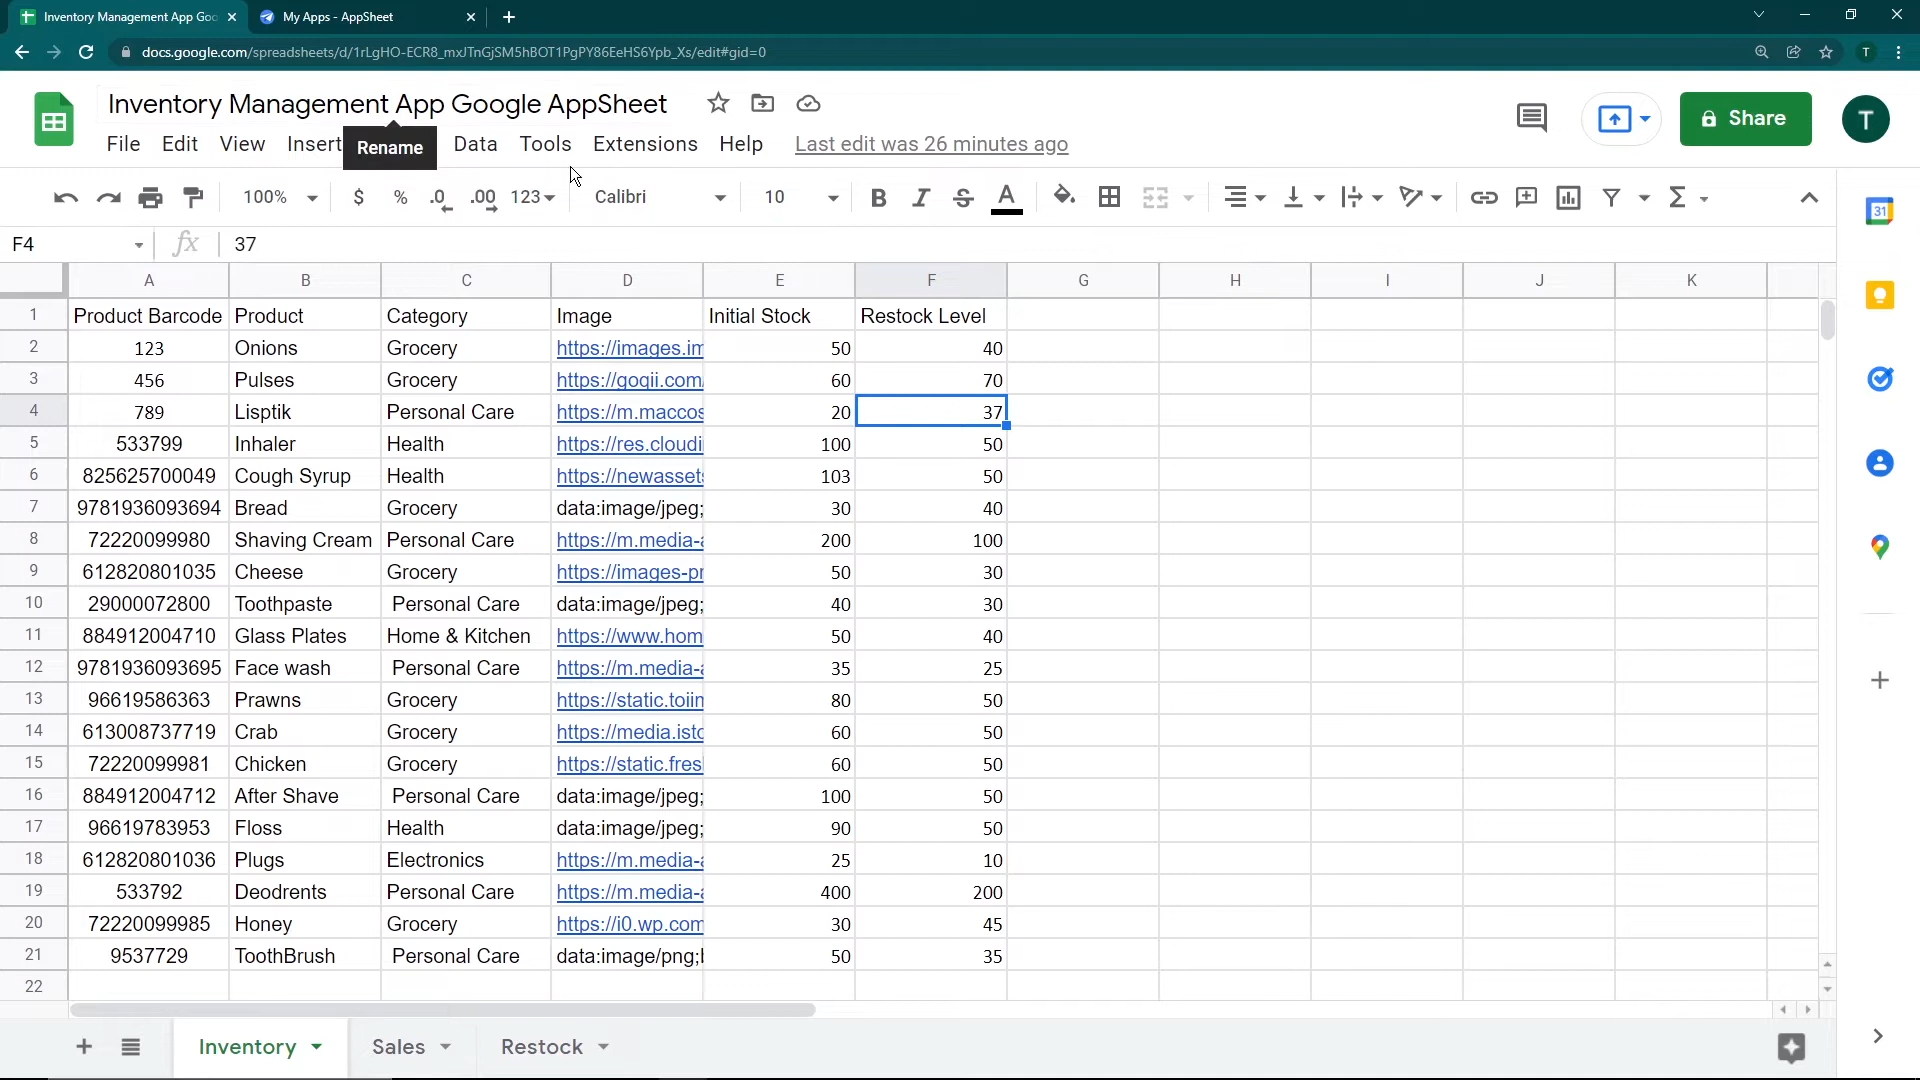 Inventory Management App Goo
My Apps - AppSheet
docs.google.com/spreadsheets/d/1rLgHO-ECR8_mxJTnGjSM5hBOT1PgPY86EeHS6Ypb_Xs/edit#gid=0
T
Inventory Management App Google AppSheet
Share
T
File Edit View Insert Data Tools Extensions Help Last edit was 26 minutes ago
Rename
100% $ % .0 .00 123 Calibri 10 B I S A
31
F4 fx 37
A B C D E F G H I J K
1 Product Barcode Product Category Image Initial Stock Restock Level
2 123 Onions Grocery https://images.im 50 40
3 456 Pulses Grocery https://goqii.com/ 60 70
4 789 Lisptik Personal Care https://m.maccos 20 37
5 533799 Inhaler Health https://res.cloudi 100 50
6 825625700049 Cough Syrup Health https://newassets 103 50
7 9781936093694 Bread Grocery data:image/jpeg; 30 40
8 72220099980 Shaving Cream Personal Care https://m.media-a 200 100
9 612820801035 Cheese Grocery https://images-pr 50 30
10 29000072800 Toothpaste Personal Care data:image/jpeg; 40 30
11 884912004710 Glass Plates Home & Kitchen https://www.hom 50 40
12 9781936093695 Face wash Personal Care https://m.media-a 35 25
13 96619586363 Prawns Grocery https://static.toiin 80 50
14 613008737719 Crab Grocery https://media.isto 60 50
15 72220099981 Chicken Grocery https://static.fres 60 50
16 884912004712 After Shave Personal Care data:image/jpeg; 100 50
17 96619783953 Floss Health data:image/jpeg; 90 50
18 612820801036 Plugs Electronics https://m.media-a 25 10
19 533792 Deodrents Personal Care https://m.media-a 400 200
20 72220099985 Honey Grocery https://i0.wp.com 30 45
21 9537729 ToothBrush Personal Care data:image/png;b 50 35
22
Inventory Sales Restock